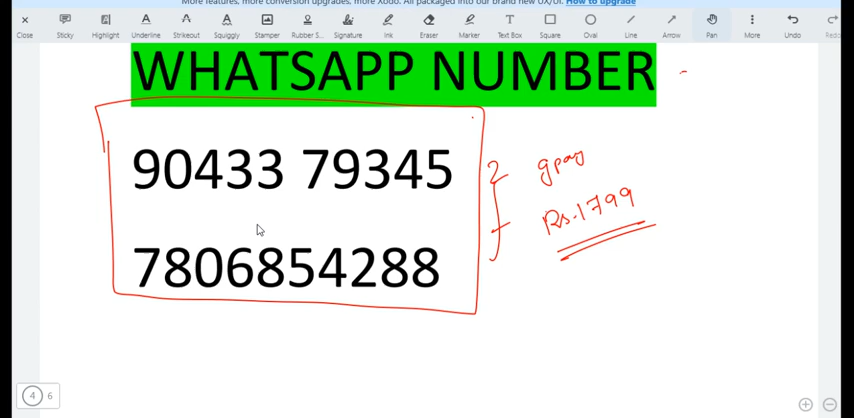 More features, more conversion upgrades, more Xodo. All packaged into our brand new UX/UI. How to upgrade
Close Sticky Highlight Underline Strikeout Squiggly Stamper Rubber S... Signature Ink Eraser Marker Text Box Square Oval Line Arrow Pan More Undo Redo
WHATSAPP NUMBER
90433 79345
gpay
Rs.1799
7806854288
4 6